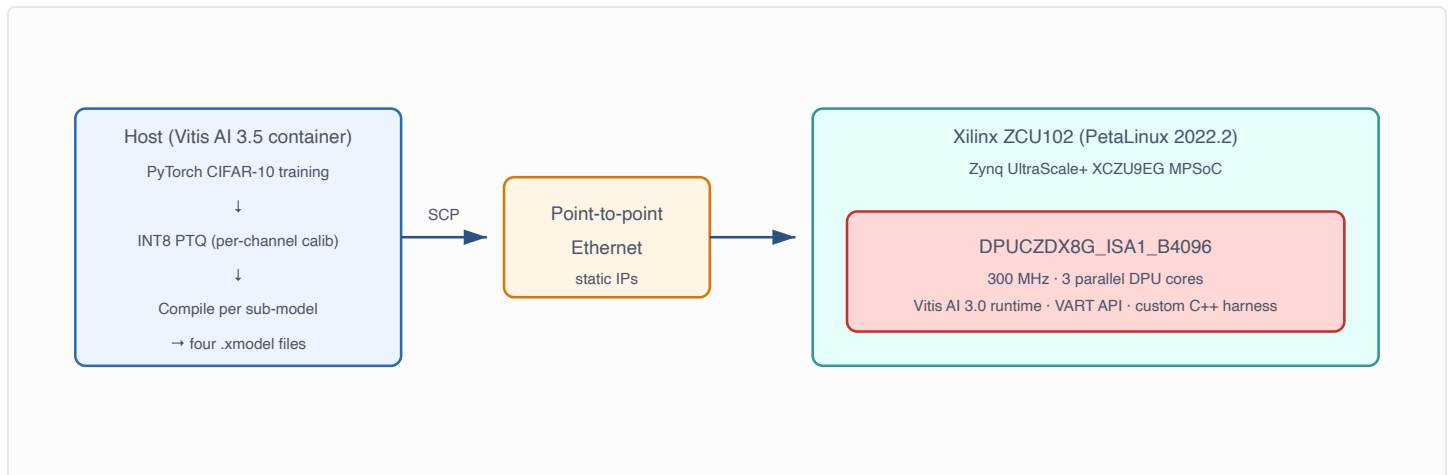 Host (Vitis AI 3.5 container)
PyTorch CIFAR-10 training
↓
INT8 PTQ (per-channel calib)
↓
Compile per sub-model
→ four .xmodel files
SCP
Point-to-point
Ethernet
static IPs
Xilinx ZCU102 (PetaLinux 2022.2)
Zynq UltraScale+ XCZU9EG MPSoC
DPUCZDX8G_ISA1_B4096
300 MHz · 3 parallel DPU cores
Vitis AI 3.0 runtime · VART API · custom C++ harness